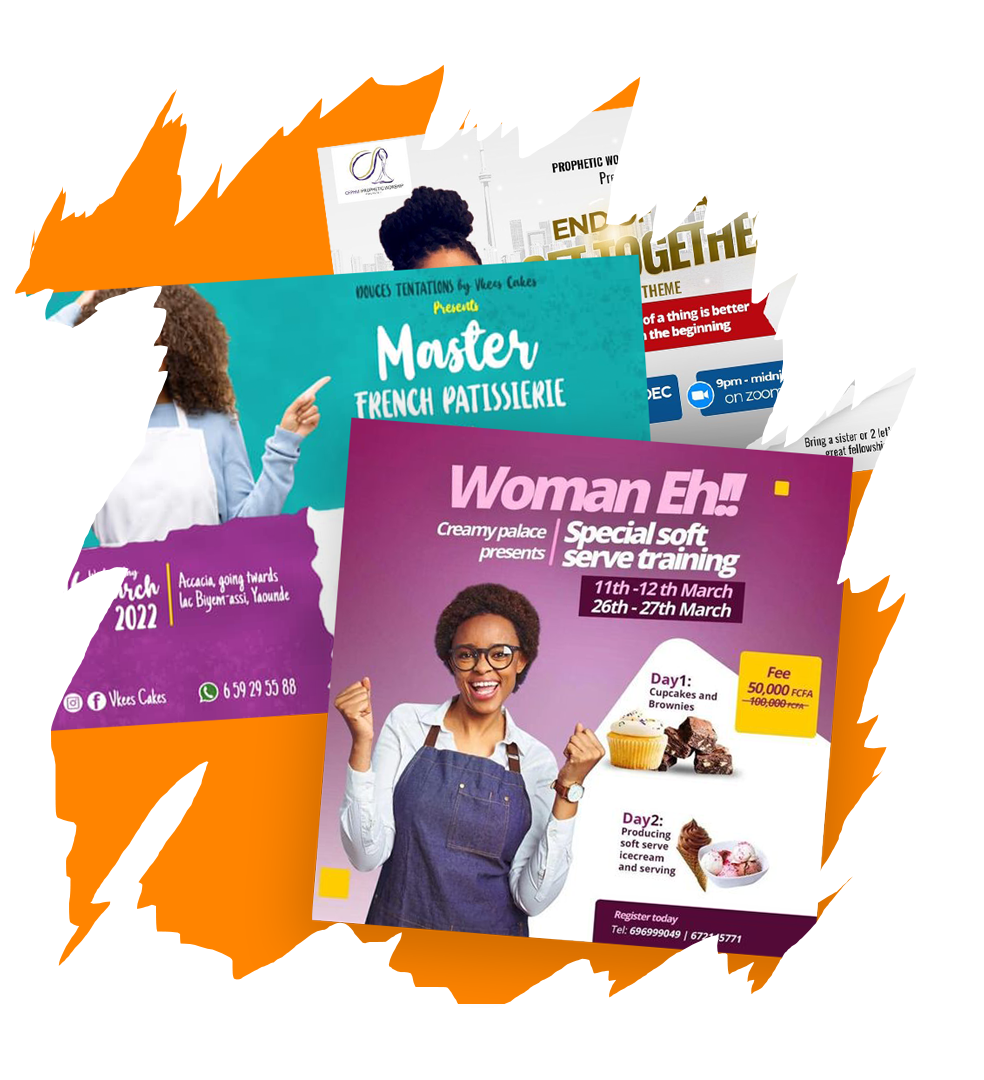 PROPHETIC WO
END
GET TOGETHE
THEME
of a thing is better
the beginning
DEC
9pm - midni
on zoom
Bring a sister or 2 let'
great fellowshi
DOUCES TENTATIONS by Vkees Cakes
Presents
Master
FRENCH PATISSIERIE
2022
Accacia, going twards
lac Biyem-assi, Yaounde
Vkees Cakes
6 59 29 55 88
Woman Eh!!
Creamy palace
presents
Special soft
serve training
11th -12 th March
26th - 27th March
Fee
50,000 FCFA
100,000 FCFA
Day1:
Cupcakes and
Brownies
Day2:
Producing
soft serve
icecream
and serving
Register today
Tel: 696999049 |